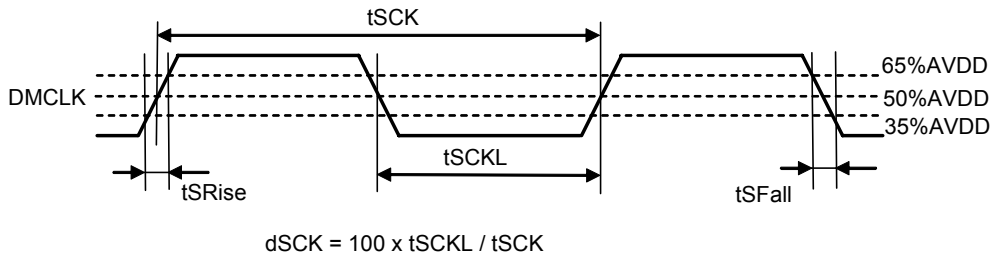 tSCK
65%AVDD
DMCLK
50%AVDD
35%AVDD
tSCKL
tSRise
tSFall
dSCK = 100 x tSCKL / tSCK